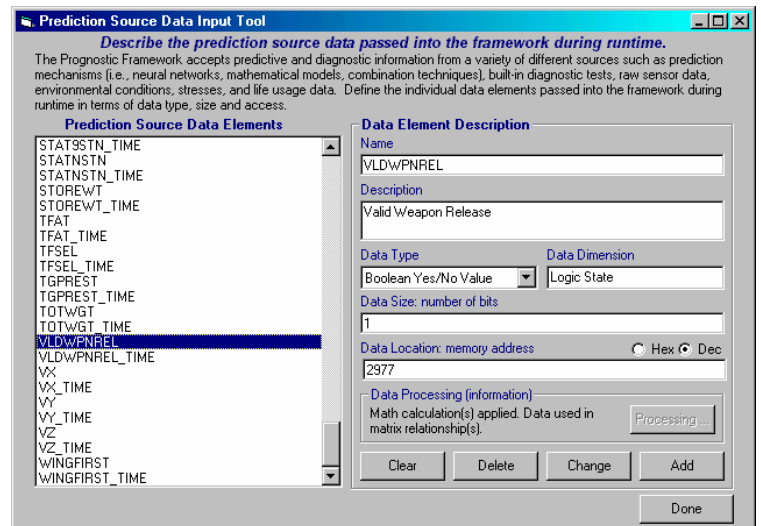 Prediction Source Data Input Tool
Describe the prediction source data passed into the framework during runtime.
The Prognostic Framework accepts predictive and diagnostic information from a variety of different sources such as prediction
mechanisms (i.e., neural networks, mathematical models, combination techniques), built-in diagnostic tests, raw sensor data,
environmental conditions, stresses, and life usage data. Define the individual data elements passed into the framework during
runtime in terms of data type, size and access.
Prediction Source Data Elements
STAT9STN_TIME
STATNSTN
STATNSTN_TIME
STOREWT
STOREWT_TIME
TFAT
TFAT_TIME
TFSEL
TFSEL_TIME
TGPREST
TGPREST_TIME
TOTWGT
TOTWGT_TIME
VLDWPNREL
VLDWPNREL_TIME
VX
VX_TIME
VY
VY_TIME
VZ
VZ_TIME
WINGFIRST
WINGFIRST_TIME
Data Element Description
Name
VLDWPNREL
Description
Valid Weapon Release
Data Type Data Dimension
Boolean Yes/No Value Logic State
Data Size: number of bits
1
Data Location: memory address Hex Dec
2977
Data Processing (information)
Math calculation(s) applied. Data used in
matrix relationship(s).
Processing ...
Clear Delete Change Add
Done